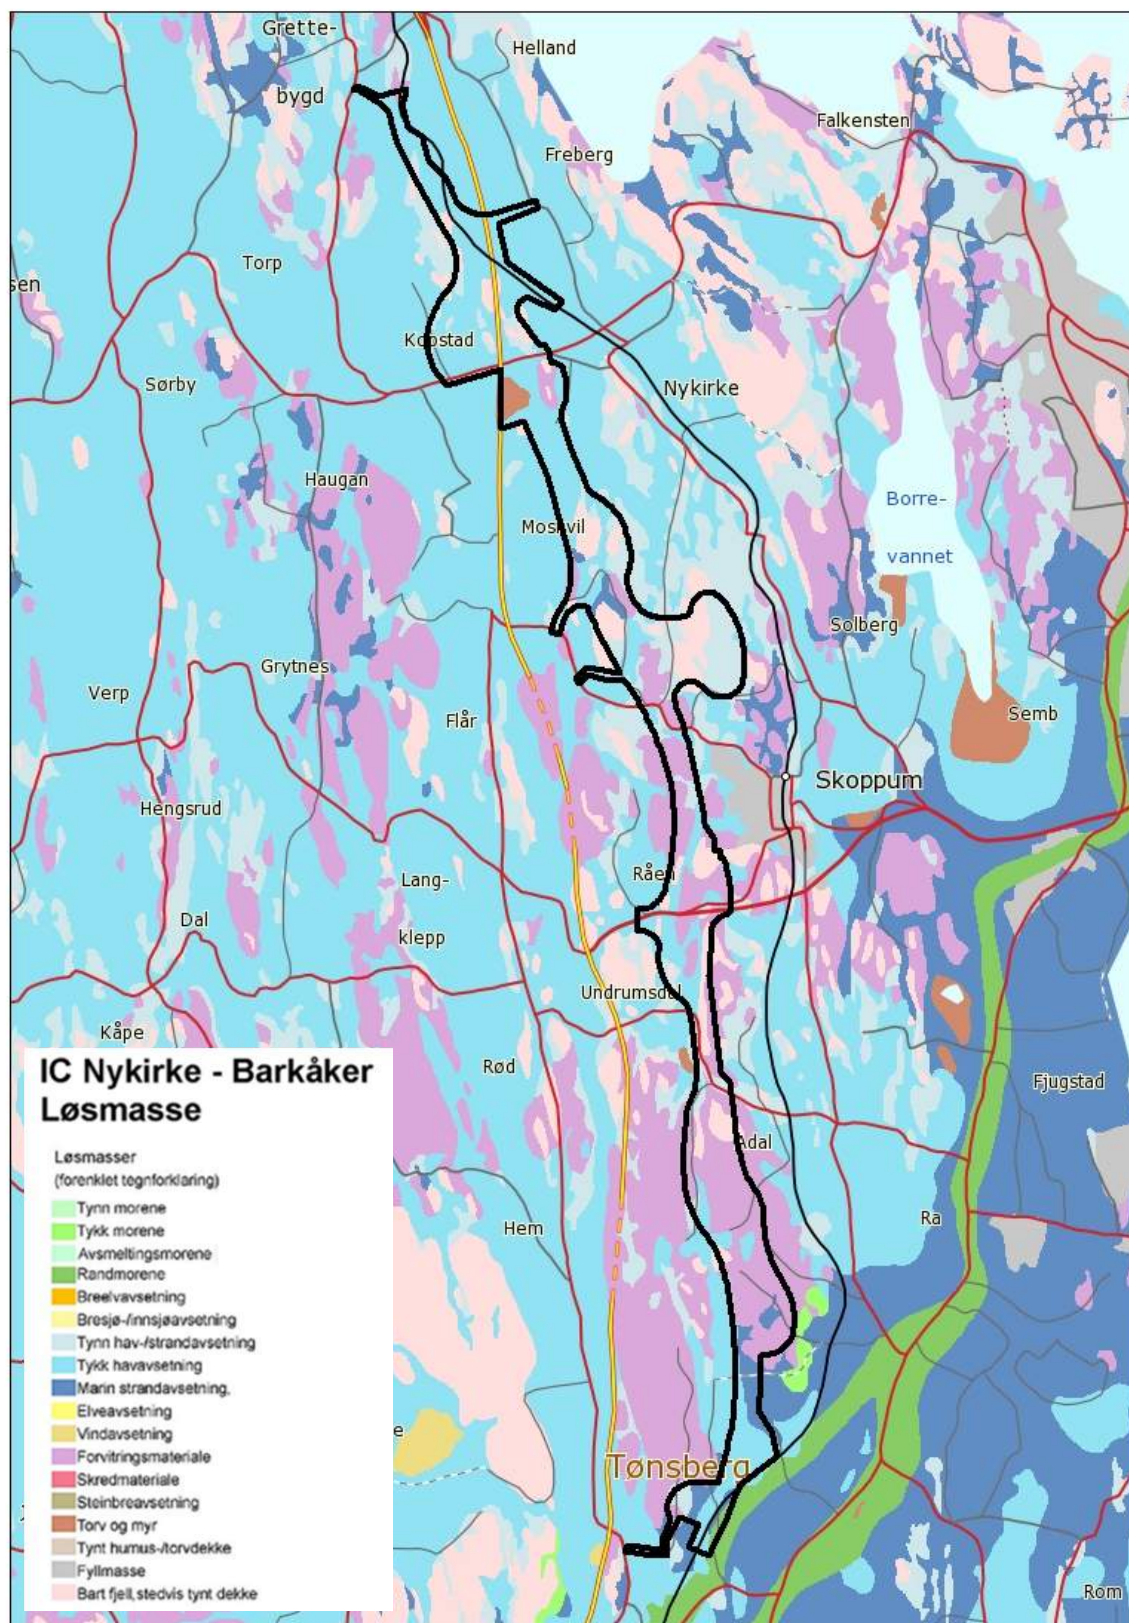 Grette-
bygd
Helland
Falkensten
Freberg
Torp
Kopstad
Sørby
Nykirke
Haugan
Borre-
vannet
Moskvil
Solberg
Grytnes
Verp
Flår
Semb
Skoppum
Hengsrud
Råen
Lang-
klepp
Dal
Undrumsdal
Kåpe
Rød
Fjugstad
Adal
Hem
Ra
Tønsberg
Rom
IC Nykirke - Barkåker
Løsmasse
Løsmasser
(forenklet tegnforklaring)
Tynn morene
Tykk morene
Avsmeltingsmorene
Randmorene
Breelvavsetning
Bresjø-/innsjøavsetning
Tynn hav-/strandavsetning
Tykk havavsetning
Marin strandavsetning,
Elveavsetning
Vindavsetning
Forvitringsmateriale
Skredmateriale
Steinbreavsetning
Torv og myr
Tynt humus-/torvdekke
Fyllmasse
Bart fjell,stedvis tynt dekke